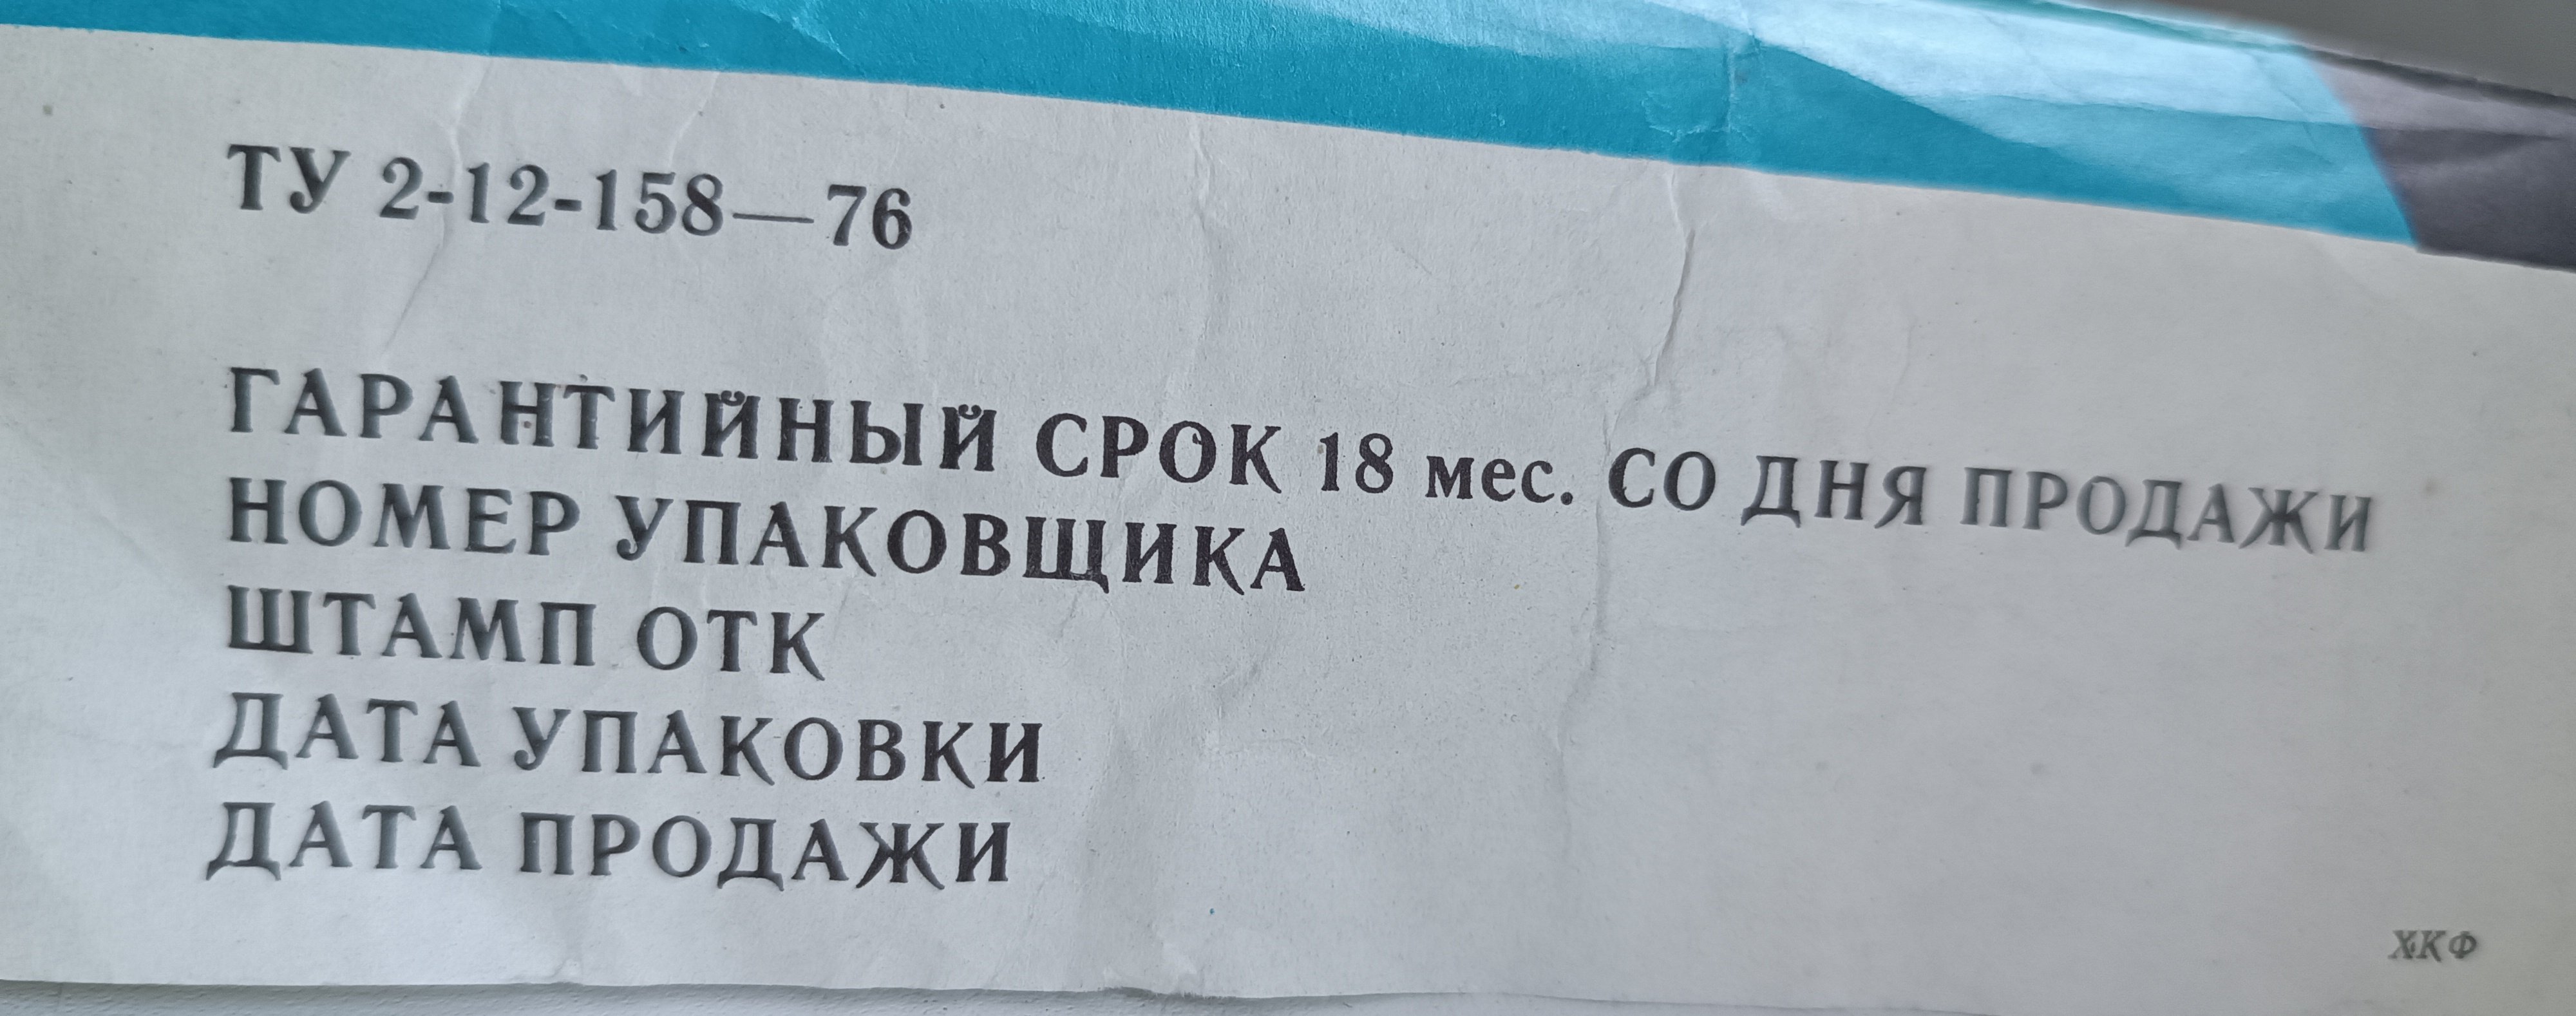 ТУ 2-12-158—76
ГАРАНТИЙНЫЙ СРОК 18 мес. СО ДНЯ ПРОДАЖИ
НОМЕР УПАКОВЩИКА
ШТАМП ОТК
ДАТА УПАКОВКИ
ДАТА ПРОДАЖИ
ХКФ